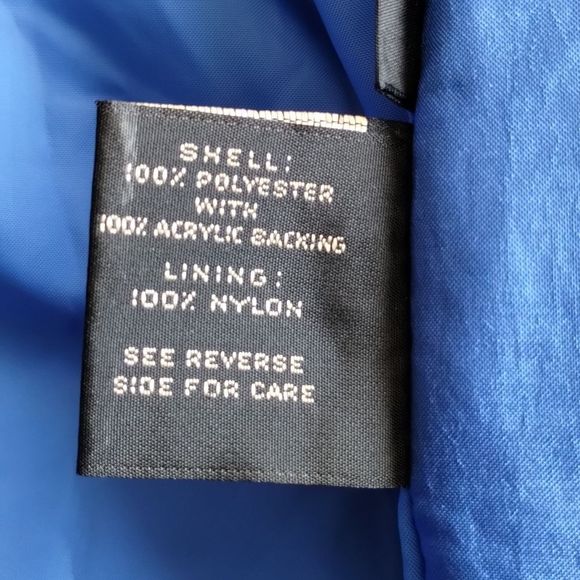 SHELL:
100% POLYESTER
WITH
100% ACRYLIC BACKING
LINING:
100% NYLON
SEE REVERSE
SIDE FOR CARE